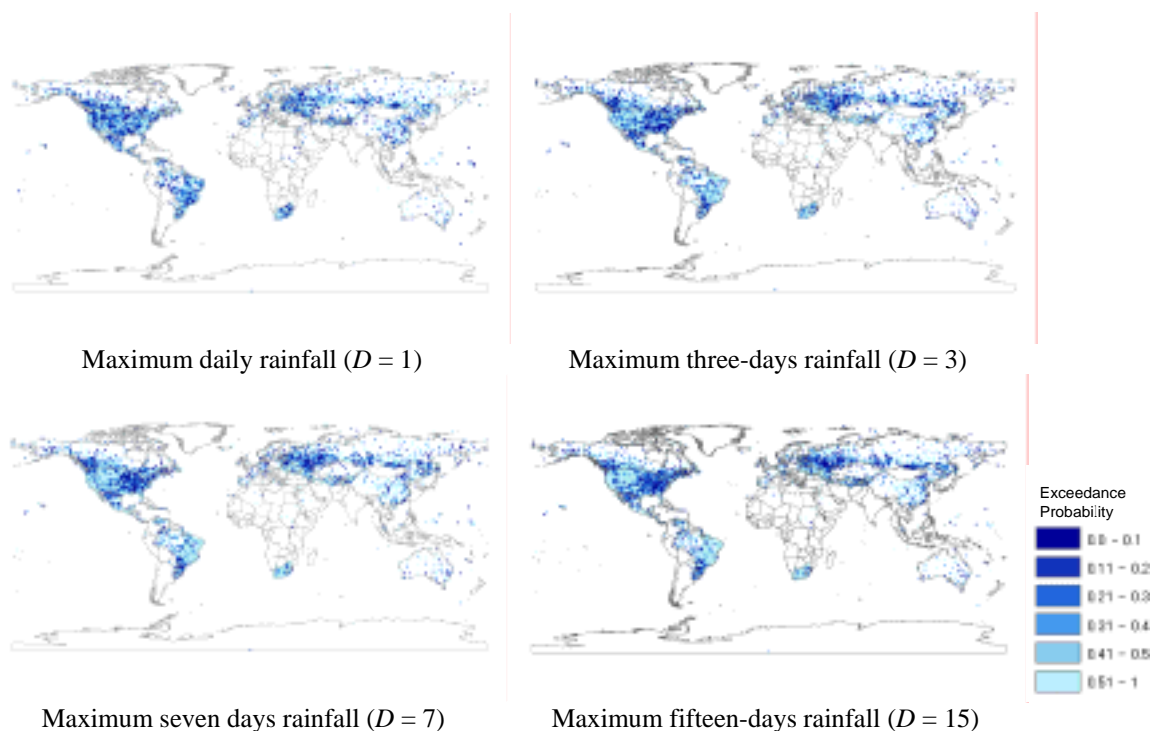 Maximum daily rainfall (D = 1)
Maximum three-days rainfall (D = 3)
Maximum seven days rainfall (D = 7)
Maximum fifteen-days rainfall (D = 15)
Exceedance
Probability
0.0 - 0.1
0.11 - 0.2
0.21 - 0.3
0.31 - 0.4
0.41 - 0.5
0.51 - 1